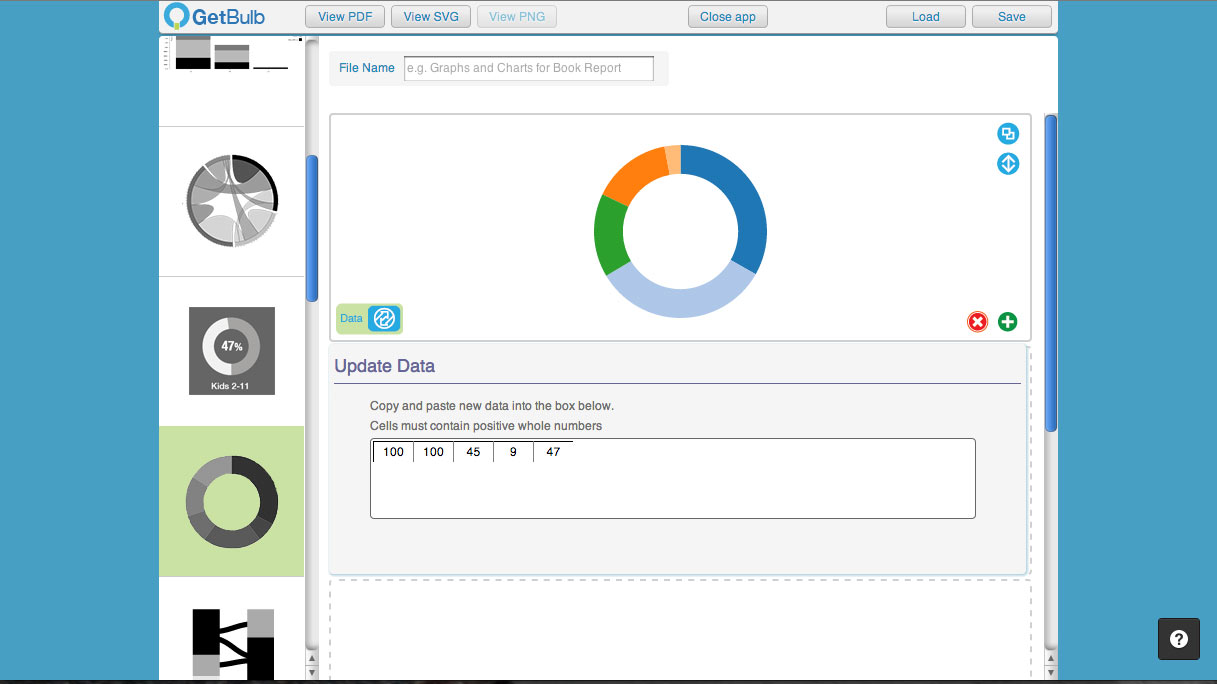 GetBulb
View PDF View SVG View PNG Close app Load Save
File Name e.g. Graphs and Charts for Book Report
47%
Kids 2-11
Data
Update Data
Copy and paste new data into the box below.
Cells must contain positive whole numbers
100 100 45 9 47
?